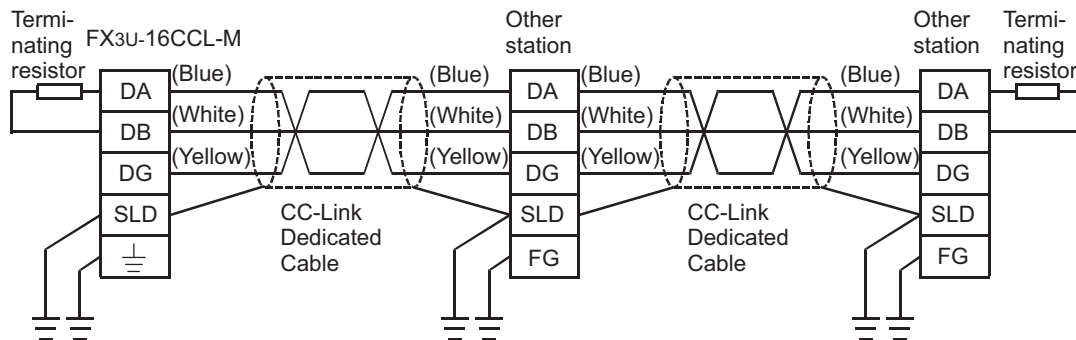 Termi-
nating
resistor
FX3U-16CCL-M
DA
DB
DG
SLD
(Blue)
(White)
(Yellow)
CC-Link
Dedicated
Cable
(Blue)
(White)
(Yellow)
Other
station
DA
DB
DG
SLD
FG
(Blue)
(White)
(Yellow)
CC-Link
Dedicated
Cable
(Blue)
(White)
(Yellow)
Other
station
DA
DB
DG
SLD
FG
Termi-
nating
resistor